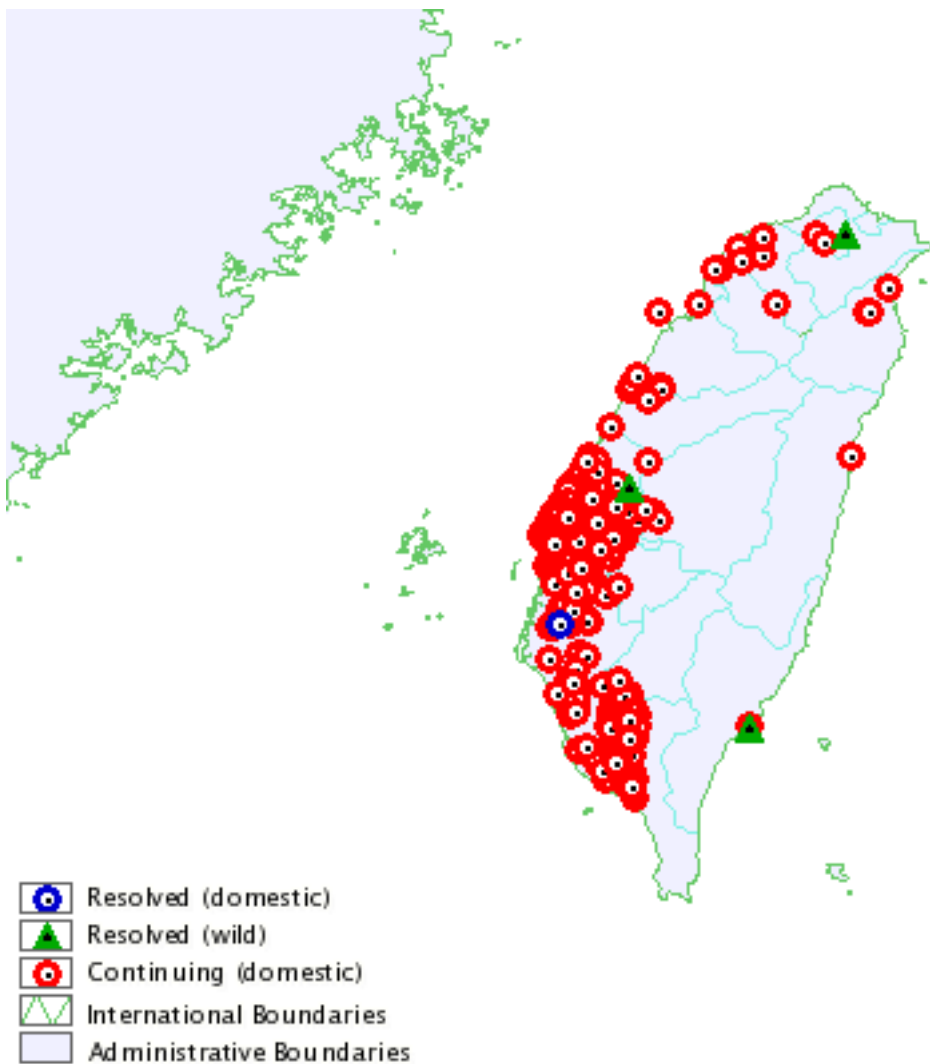 Resolved (domestic)
Resolved (wild)
Continuing (domestic)
International Boundaries
Administrative Boundaries